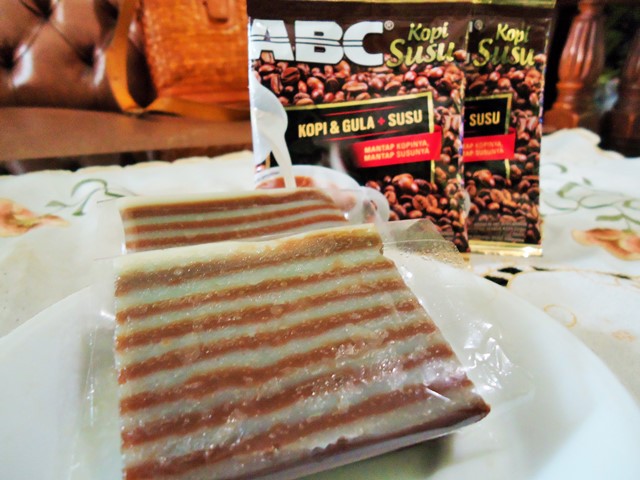 ABC®
Kopi
Susu
KOPI & GULA + SUSU
MANTAP KOPINYA,
MANTAP SUSUNYA
Kopi
Susu
SUSU